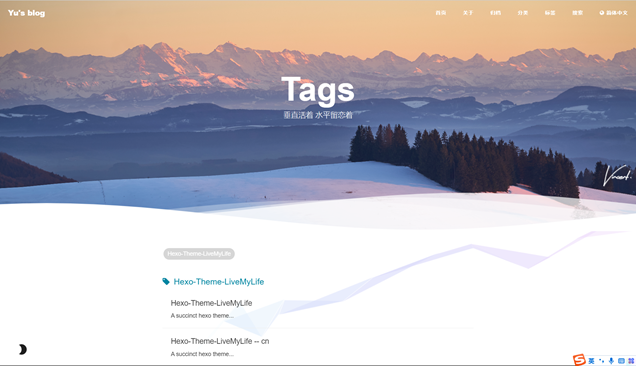 Yu's blog
首页 关于 归档 分类 标签 搜索 简体中文
Tags
垂直活着 水平留恋着
Vincent.
Hexo-Theme-LiveMyLife
Hexo-Theme-LiveMyLife
Hexo-Theme-LiveMyLife
A succinct hexo theme...
Hexo-Theme-LiveMyLife -- cn
A succinct hexo theme...
英